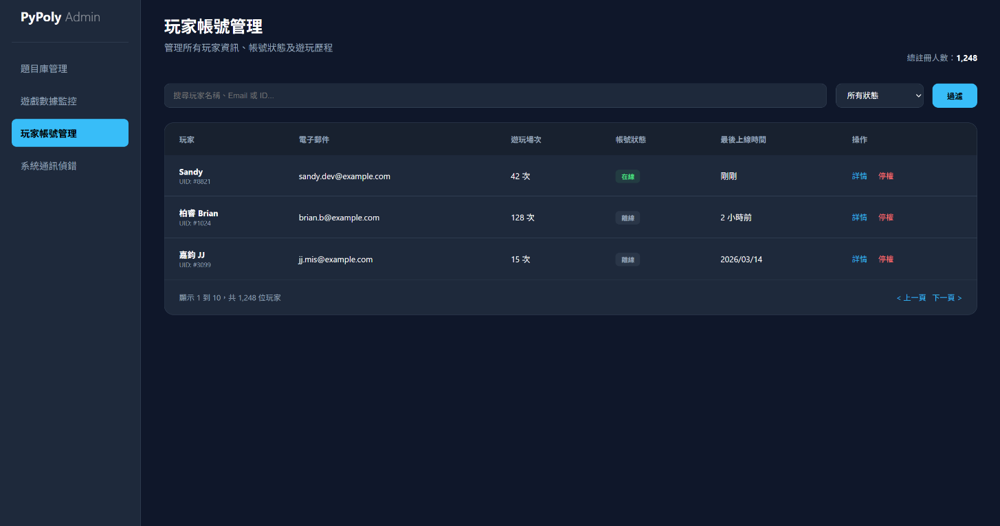 PyPoly Admin
題目庫管理
遊戲數據監控
玩家帳號管理
系統通訊偵錯
玩家帳號管理
管理所有玩家資訊、帳號狀態及遊玩歷程
總註冊人數：1,248
搜尋玩家名稱、Email 或 ID...
所有狀態
過濾
玩家 電子郵件 遊玩場次 帳號狀態 最後上線時間 操作
Sandy
UID: #8821
sandy.dev@example.com 42 次 在線 剛剛 詳情 停權
柏睿 Brian
UID: #1024
brian.b@example.com 128 次 離線 2 小時前 詳情 停權
嘉鈞 JJ
UID: #3099
jj.mis@example.com 15 次 離線 2026/03/14 詳情 停權
顯示 1 到 10，共 1,248 位玩家
< 上一頁 下一頁 >